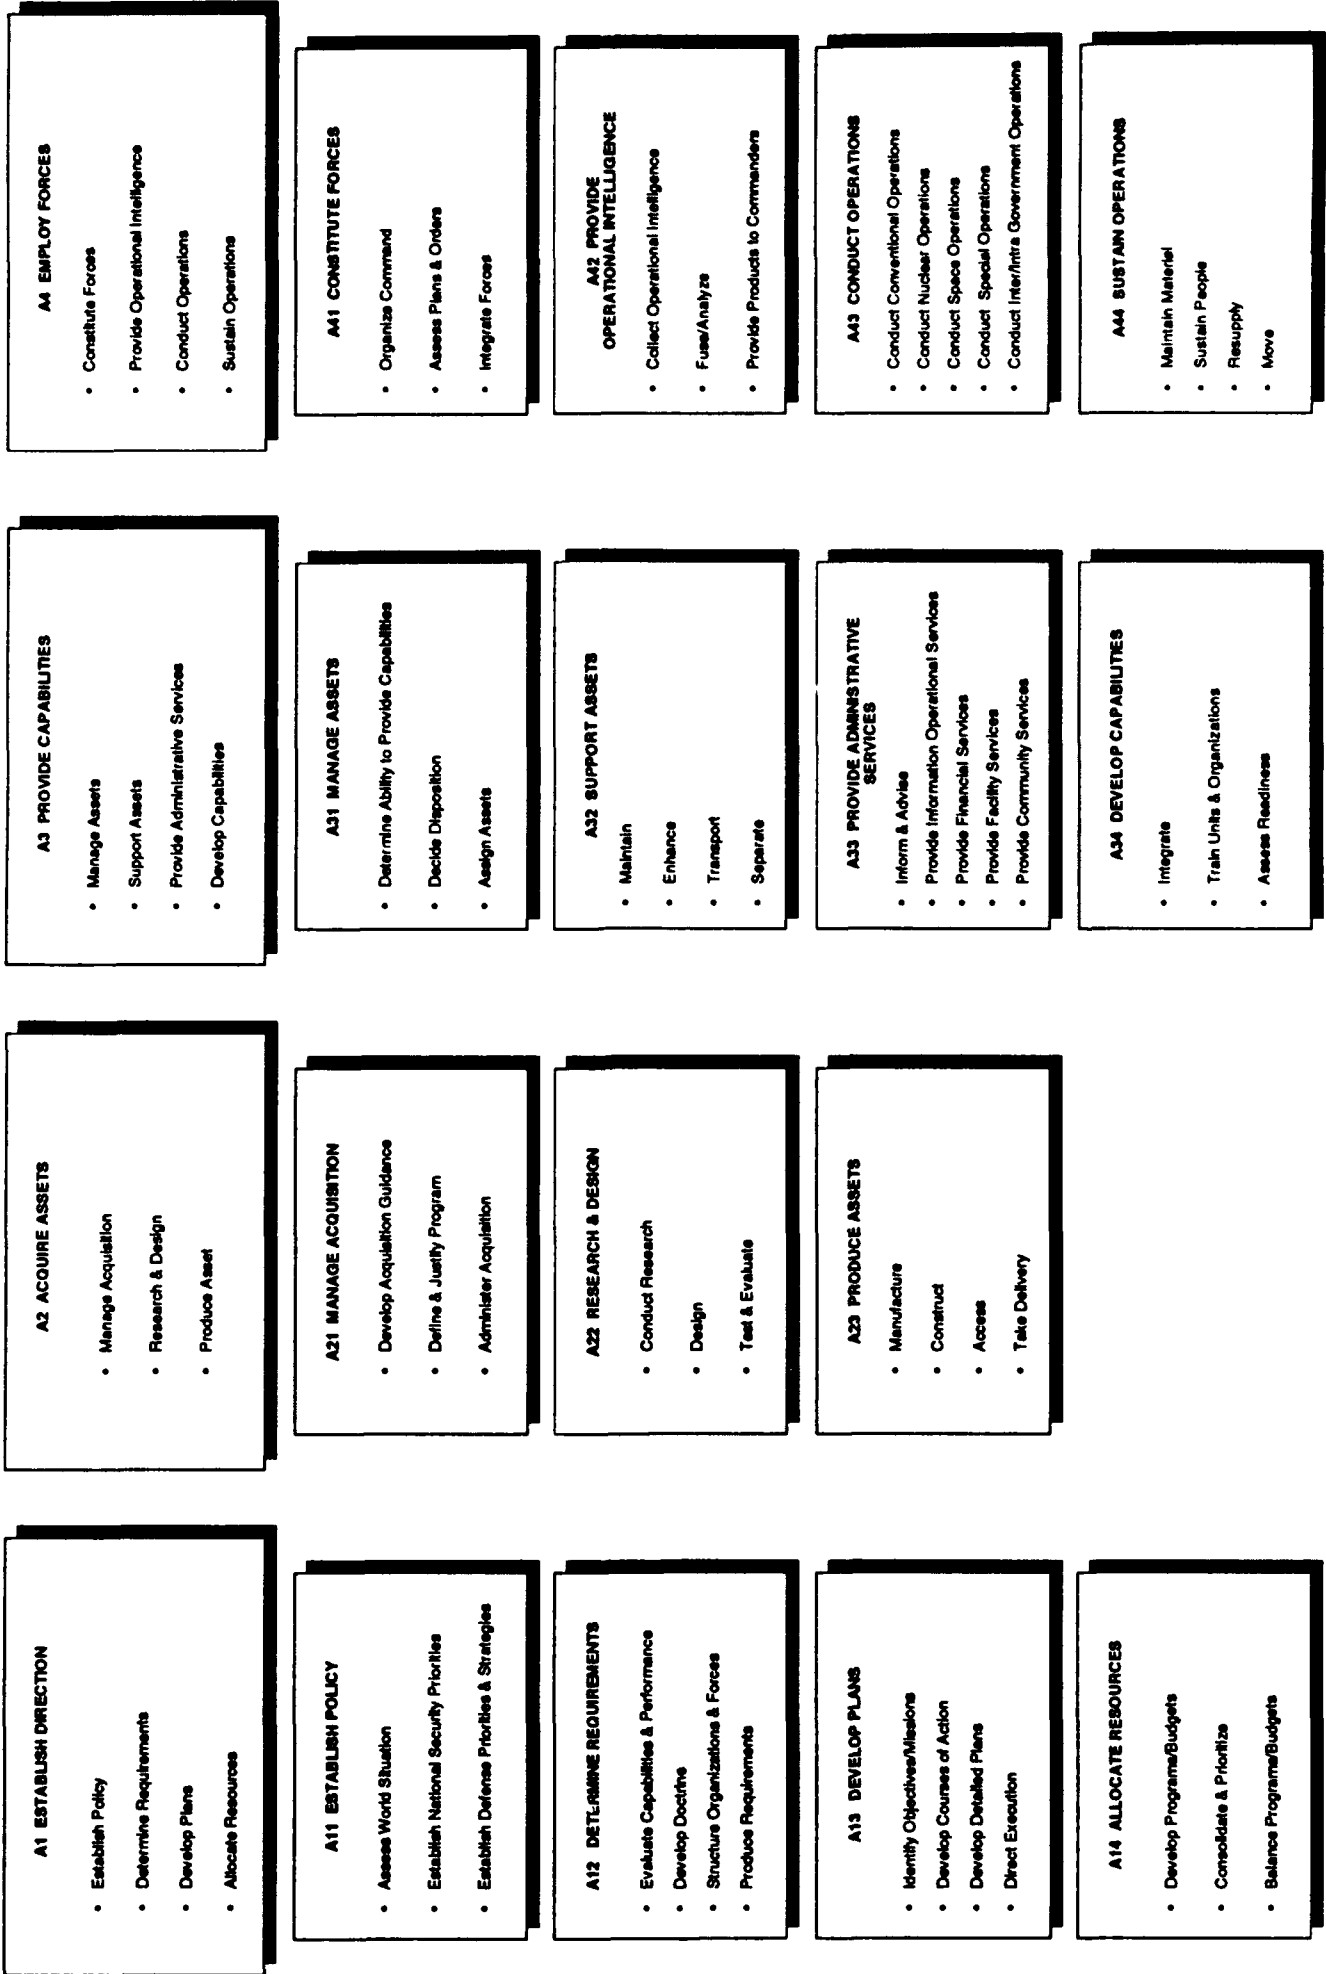 A1 ESTABLISH DIRECTION
• Establish Policy
• Determine Requirements
• Develop Plans
• Allocate Resources
A11 ESTABLISH POLICY
• Assess World Situation
• Establish National Security Priorities
• Establish Defense Priorities & Strategies
A12 DETERMINE REQUIREMENTS
• Evaluate Capabilities & Performance
• Develop Doctrine
• Structure Organizations & Forces
• Produce Requirements
A13 DEVELOP PLANS
• Identify Objectives/Missions
• Develop Courses of Action
• Develop Detailed Plans
• Direct Execution
A14 ALLOCATE RESOURCES
• Develop Programs/Budgets
• Consolidate & Prioritize
• Balance Programs/Budgets
A2 ACQUIRE ASSETS
• Manage Acquisition
• Research & Design
• Produce Asset
A21 MANAGE ACQUISITION
• Develop Acquisition Guidance
• Define & Justify Program
• Administer Acquisition
A22 RESEARCH & DESIGN
• Conduct Research
• Design
• Test & Evaluate
A23 PRODUCE ASSETS
• Manufacture
• Construct
• Access
• Take Delivery
A3 PROVIDE CAPABILITIES
• Manage Assets
• Support Assets
• Provide Administrative Services
• Develop Capabilities
A31 MANAGE ASSETS
• Determine Ability to Provide Capabilities
• Decide Disposition
• Assign Assets
A32 SUPPORT ASSETS
• Maintain
• Enhance
• Transport
• Separate
A33 PROVIDE ADMINISTRATIVE
SERVICES
• Inform & Advise
• Provide Information Operational Services
• Provide Financial Services
• Provide Facility Services
• Provide Community Services
A34 DEVELOP CAPABILITIES
• Integrate
• Train Units & Organizations
• Assess Readiness
A4 EMPLOY FORCES
• Constitute Forces
• Provide Operational Intelligence
• Conduct Operations
• Sustain Operations
A41 CONSTITUTE FORCES
• Organize Command
• Assess Plans & Orders
• Integrate Forces
A42 PROVIDE
OPERATIONAL INTELLIGENCE
• Collect Operational Intelligence
• Fuse/Analyze
• Provide Products to Commanders
A43 CONDUCT OPERATIONS
• Conduct Conventional Operations
• Conduct Nuclear Operations
• Conduct Space Operations
• Conduct Special Operations
• Conduct Inter/Intra Government Operations
A44 SUSTAIN OPERATIONS
• Maintain Materiel
• Sustain People
• Resupply
• Move